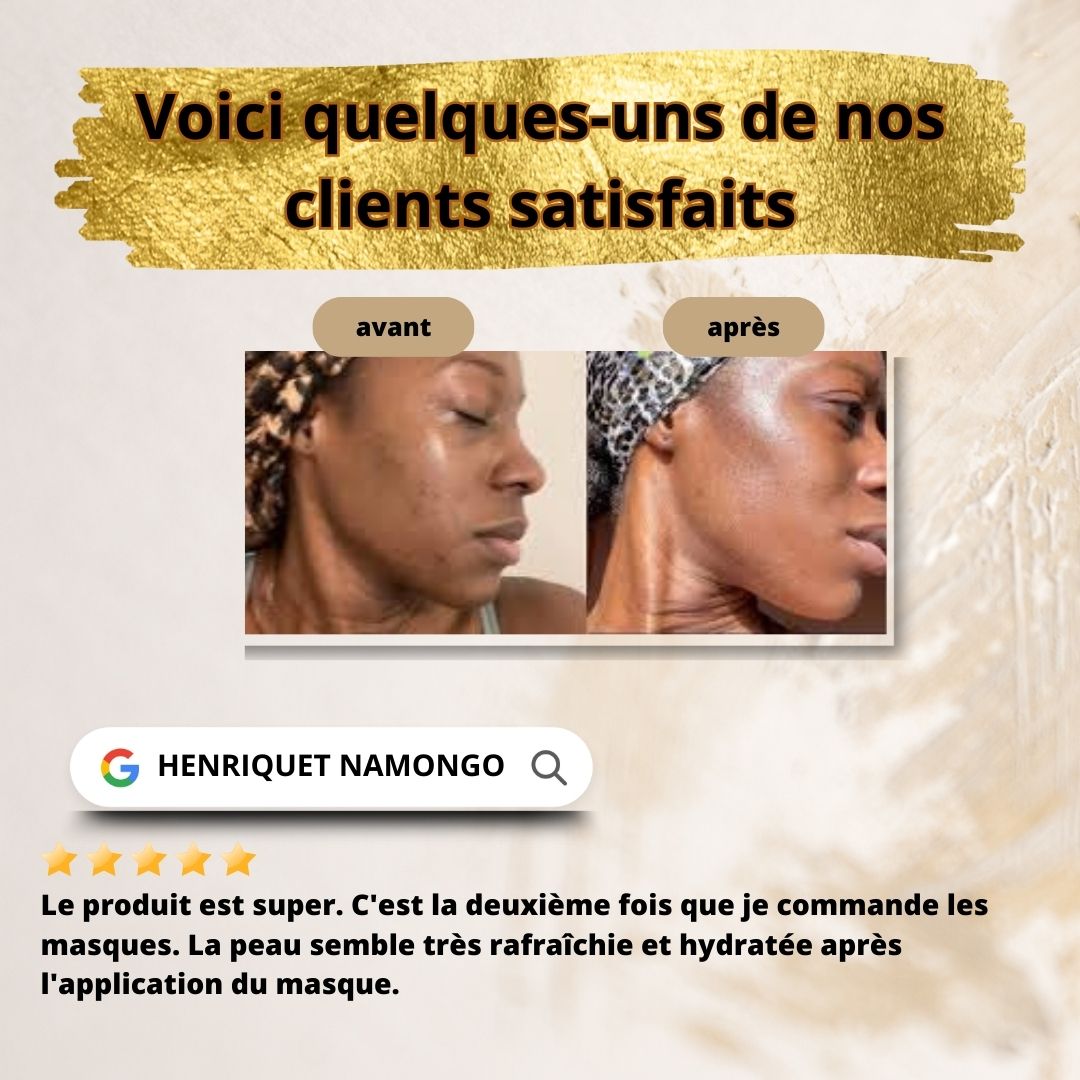 Voici quelques-uns de nos
clients satisfaits
avant
après
HENRIQUET NAMONGO
Le produit est super. C'est la deuxième fois que je commande les
masques. La peau semble très rafraîchie et hydratée après
l'application du masque.